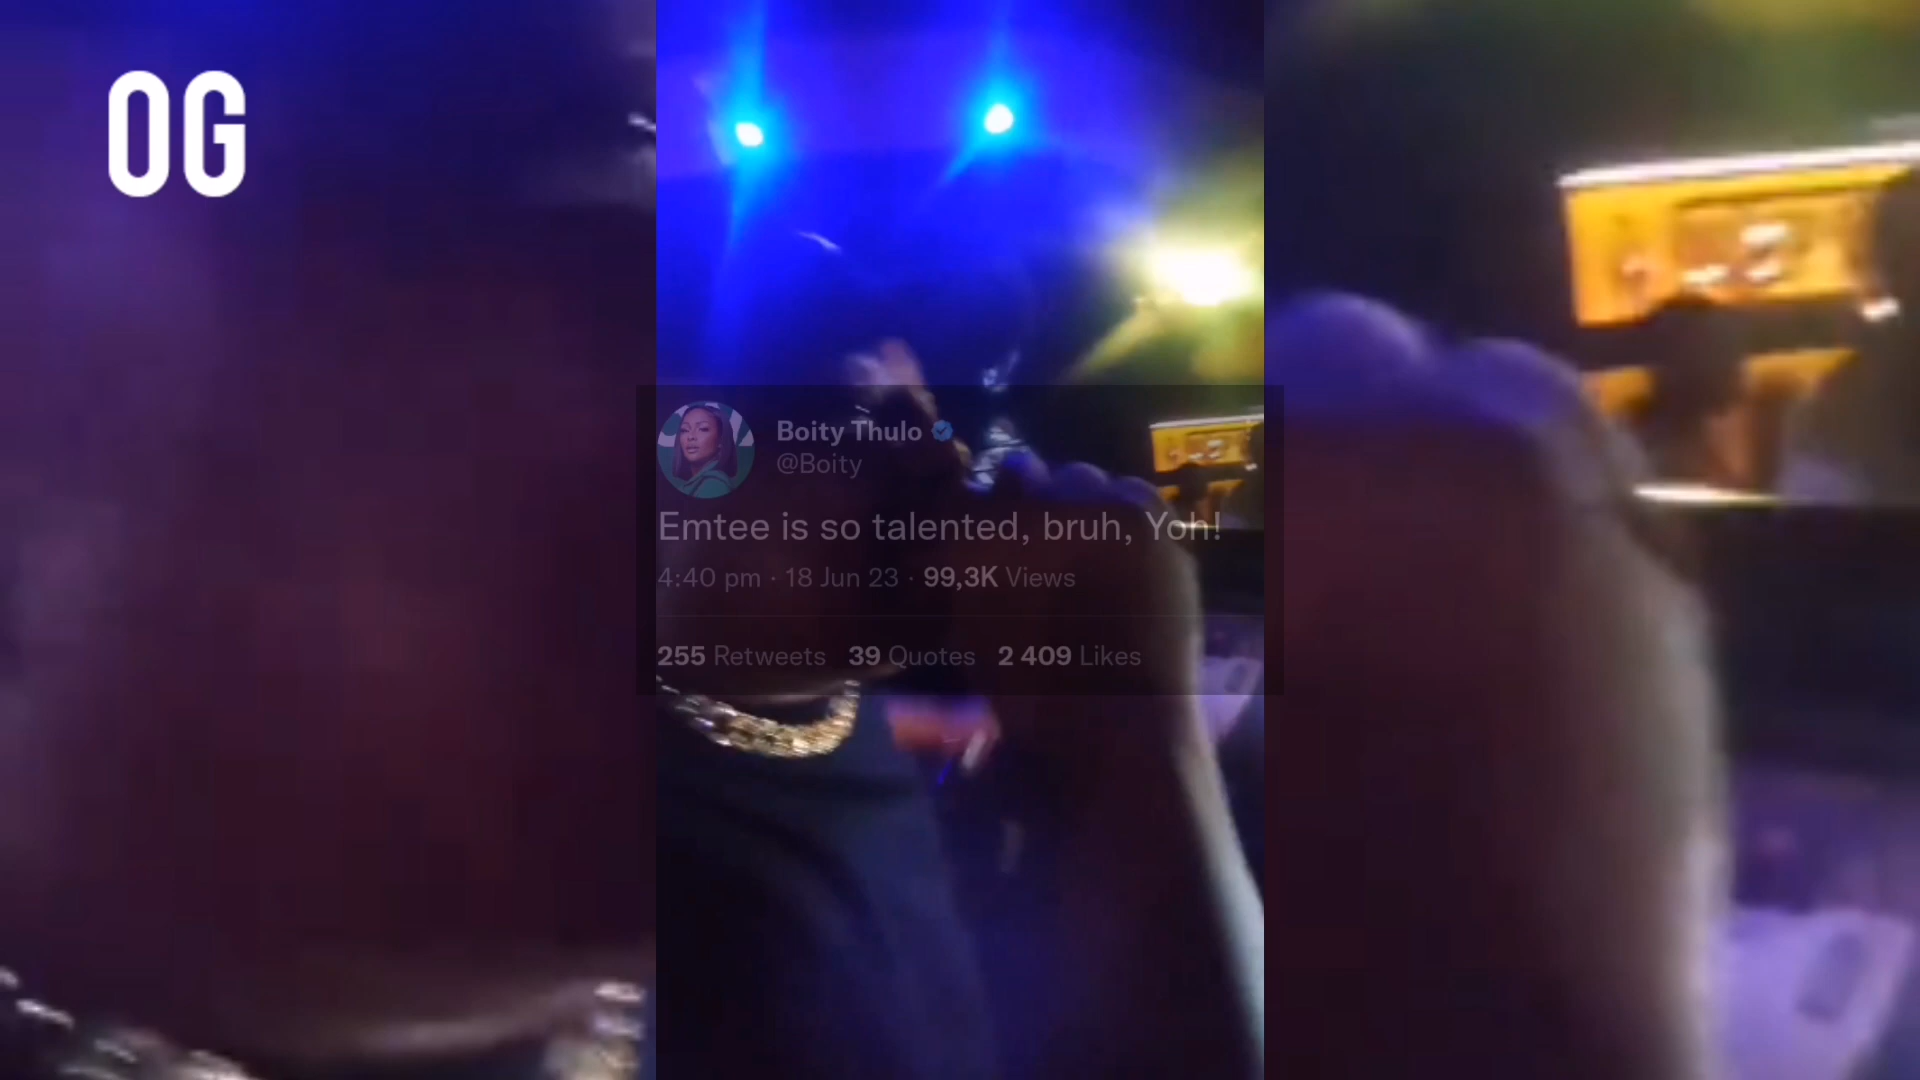 OG
Boity Thulo
@Boity
Emtee is so talented, bruh, Yoh!
4:40 pm · 18 Jun 23 · 99,3K Views
255 Retweets 39 Quotes 2 409 Likes